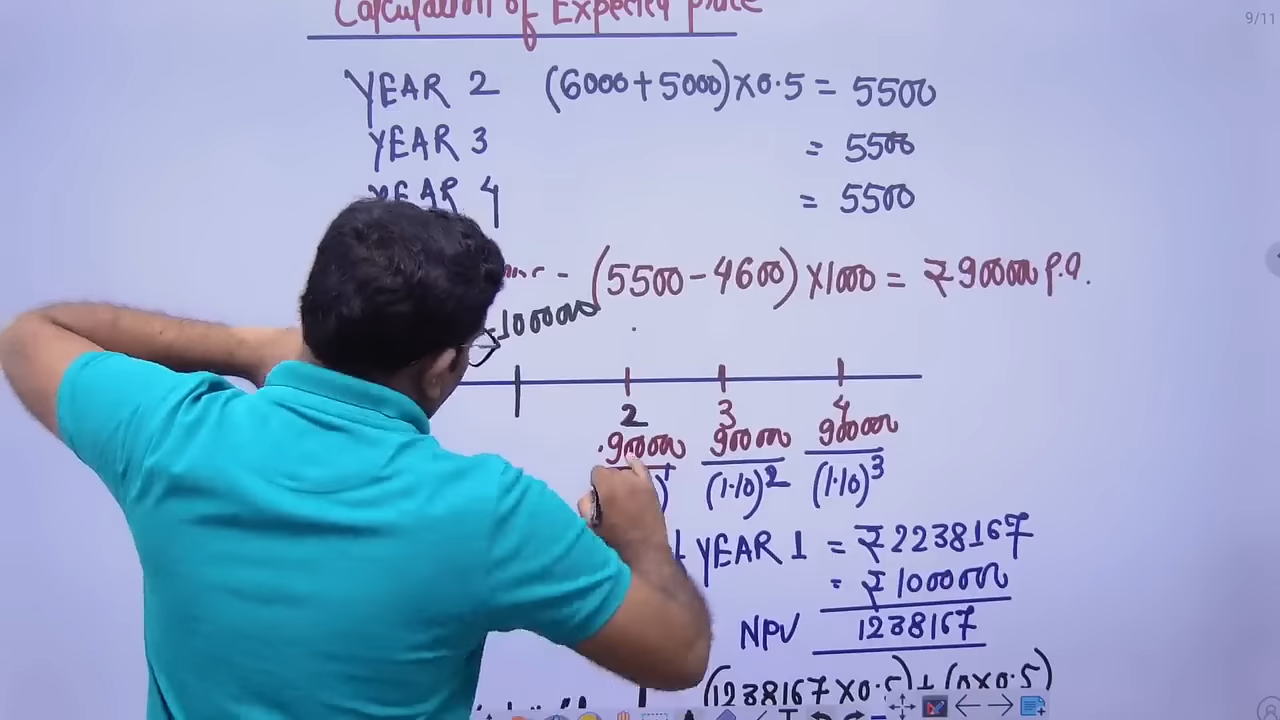 Calculation of Expected price
9/11
YEAR 2 (6000+5000)×0.5 = 5500
YEAR 3 = 5500
YEAR 4 = 5500
- (5500-4600)×1000 = ₹900000 p.a.
-1000000
2 3 4
900000 900000 900000
(1.10)² (1.10)³
YEAR 1 = ₹2238167
= ₹1000000
NPV 1238167
(1238167×0.5)+(0×0.5)